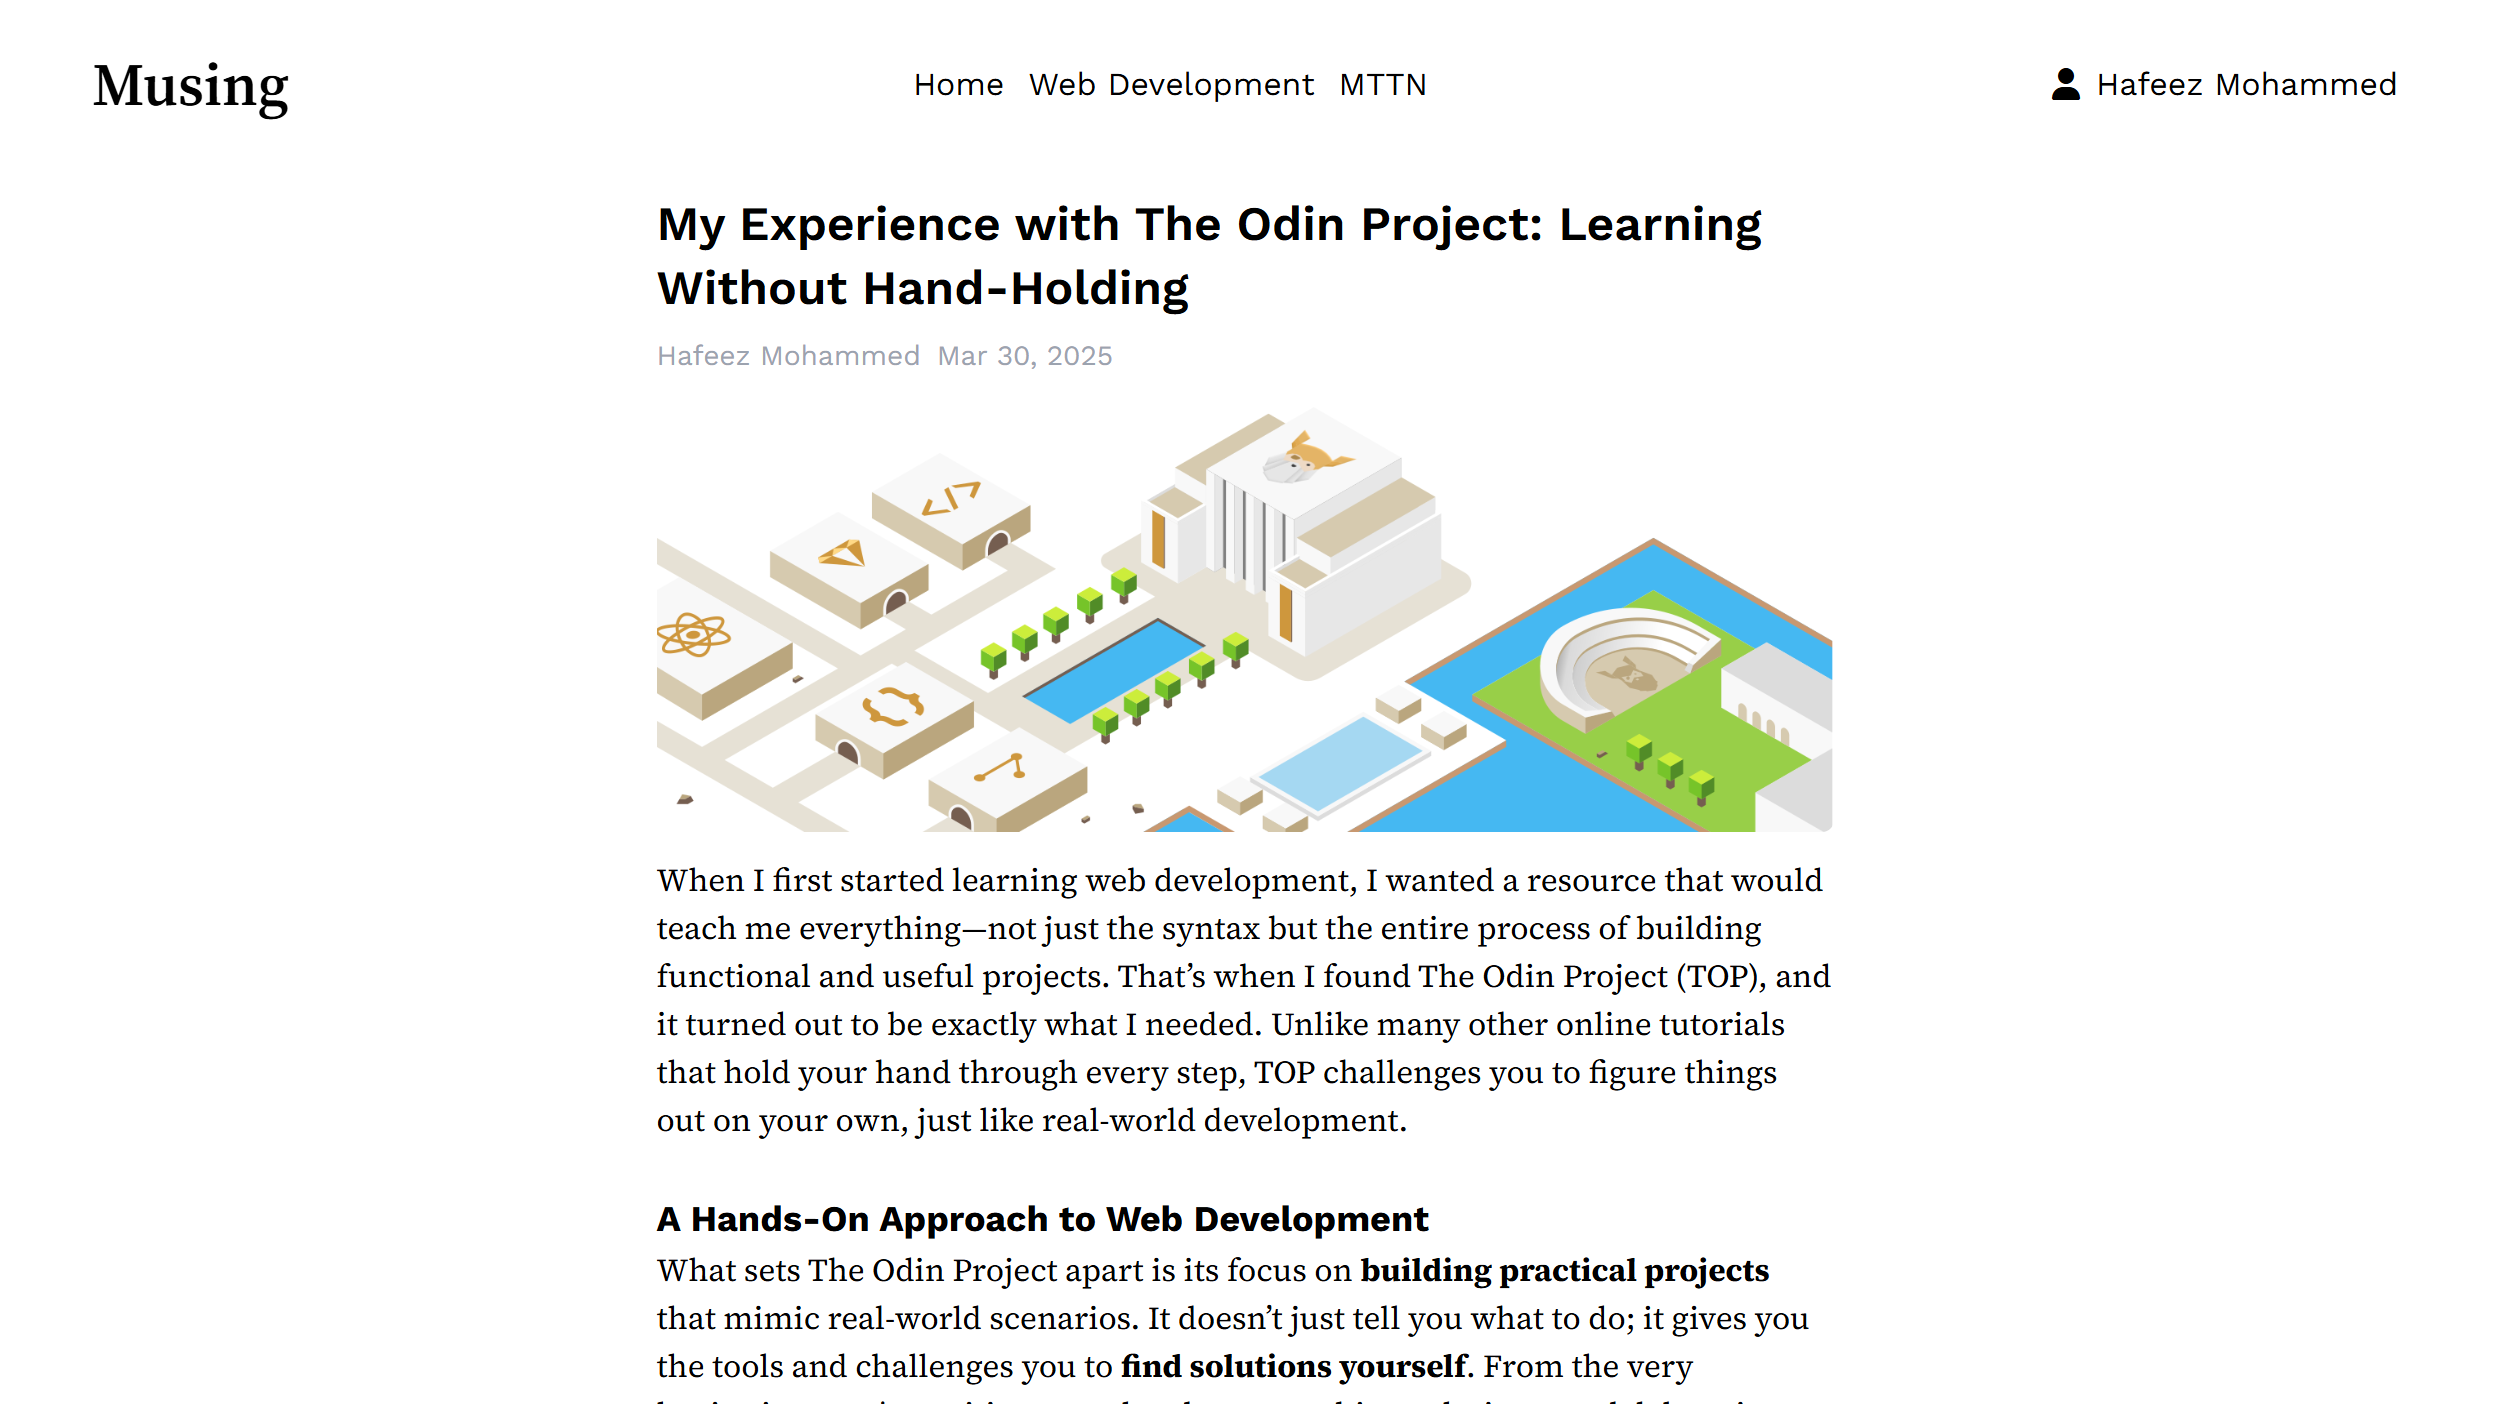 Musing
Home Web Development MTTN
Hafeez Mohammed
My Experience with The Odin Project: Learning
Without Hand-Holding
Hafeez Mohammed Mar 30, 2025
When I first started learning web development, I wanted a resource that would
teach me everything—not just the syntax but the entire process of building
functional and useful projects. That’s when I found The Odin Project (TOP), and
it turned out to be exactly what I needed. Unlike many other online tutorials
that hold your hand through every step, TOP challenges you to figure things
out on your own, just like real-world development.
A Hands-On Approach to Web Development
What sets The Odin Project apart is its focus on building practical projects
that mimic real-world scenarios. It doesn’t just tell you what to do; it gives you
the tools and challenges you to find solutions yourself. From the very